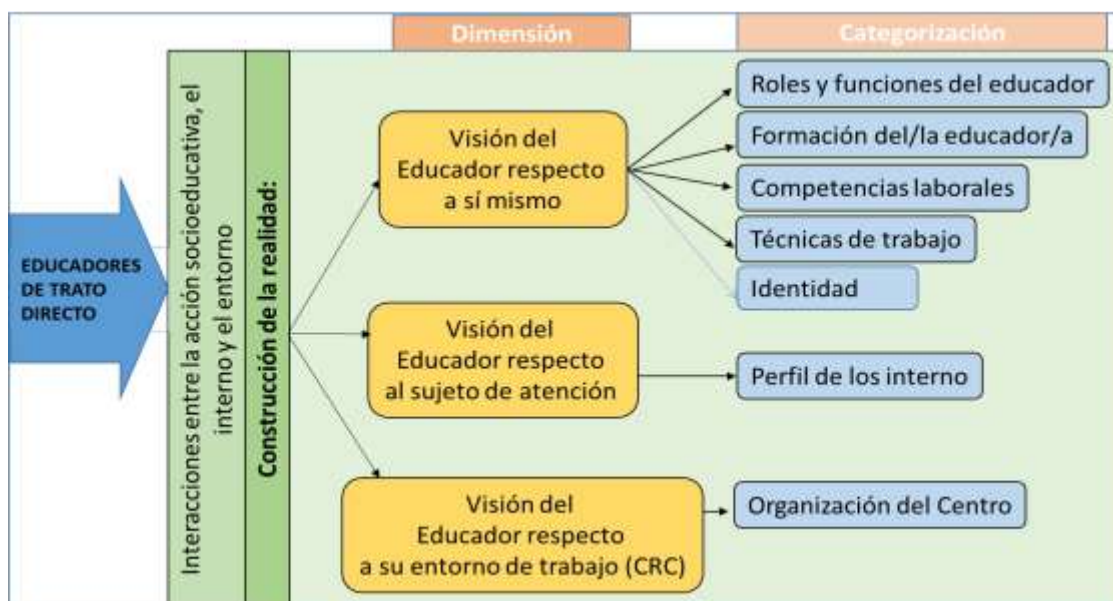 Dimensión
Categorización
EDUCADORES
DE TRATO
DIRECTO
Interacciones entre la acción socioeducativa, el
interno y el entorno
Construcción de la realidad:
Visión del
Educador respecto
a sí mismo
Roles y funciones del educador
Formación del/la educador/a
Competencias laborales
Técnicas de trabajo
Identidad
Visión del
Educador respecto
al sujeto de atención
Perfil de los interno
Visión del
Educador respecto
a su entorno de trabajo (CRC)
Organización del Centro